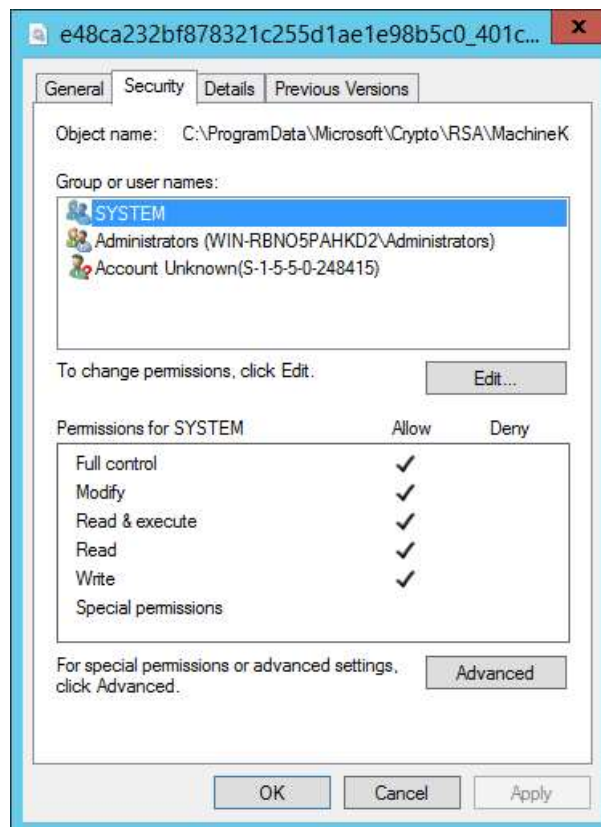 e48ca232bf878321c255d1ae1e98b5c0_401c...
x
General Security Details Previous Versions
Object name: C:\ProgramData\Microsoft\Crypto\RSA\MachineK
Group or user names:
SYSTEM
Administrators (WIN-RBNO5PAHKD2\Administrators)
Account Unknown(S-1-5-5-0-248415)
To change permissions, click Edit.
Edit...
Permissions for SYSTEM Allow Deny
Full control
Modify
Read & execute
Read
Write
Special permissions
For special permissions or advanced settings,
click Advanced.
Advanced
OK Cancel Apply